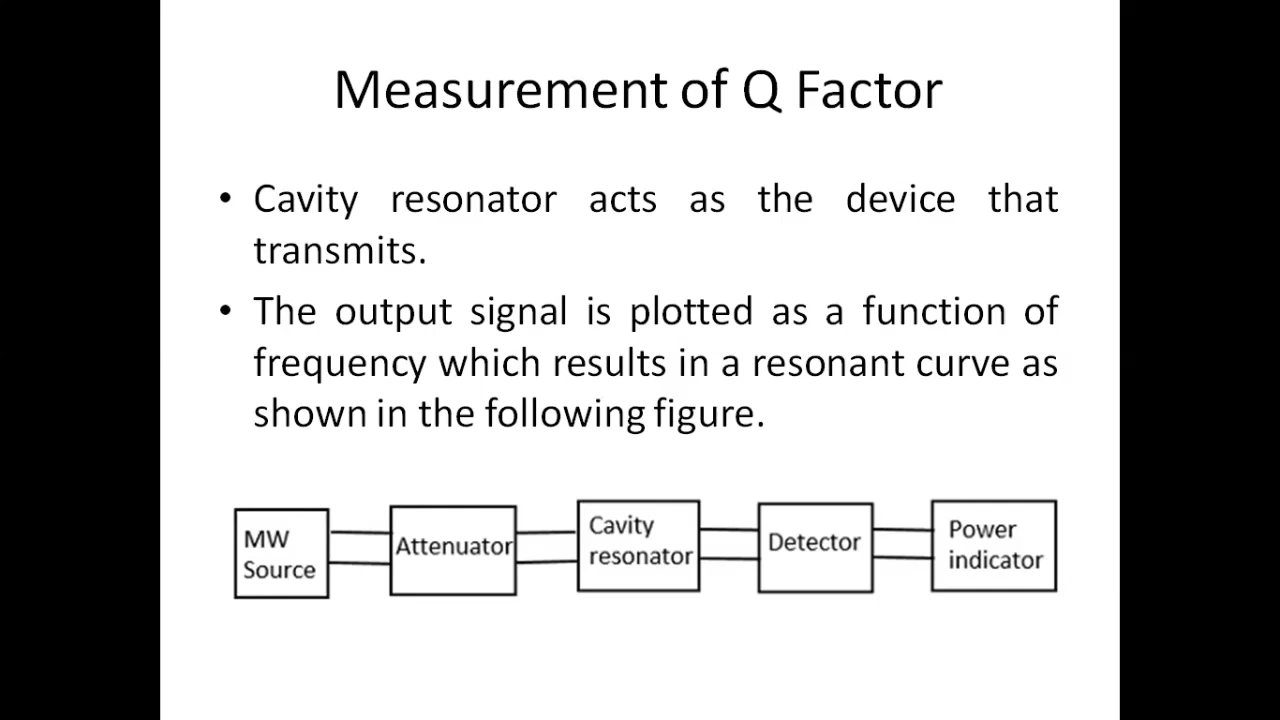 Measurement of Q Factor
• Cavity resonator acts as the device that
transmits.
• The output signal is plotted as a function of
frequency which results in a resonant curve as
shown in the following figure.
MW
Source
Attenuator
Cavity
resonator
Detector
Power
indicator